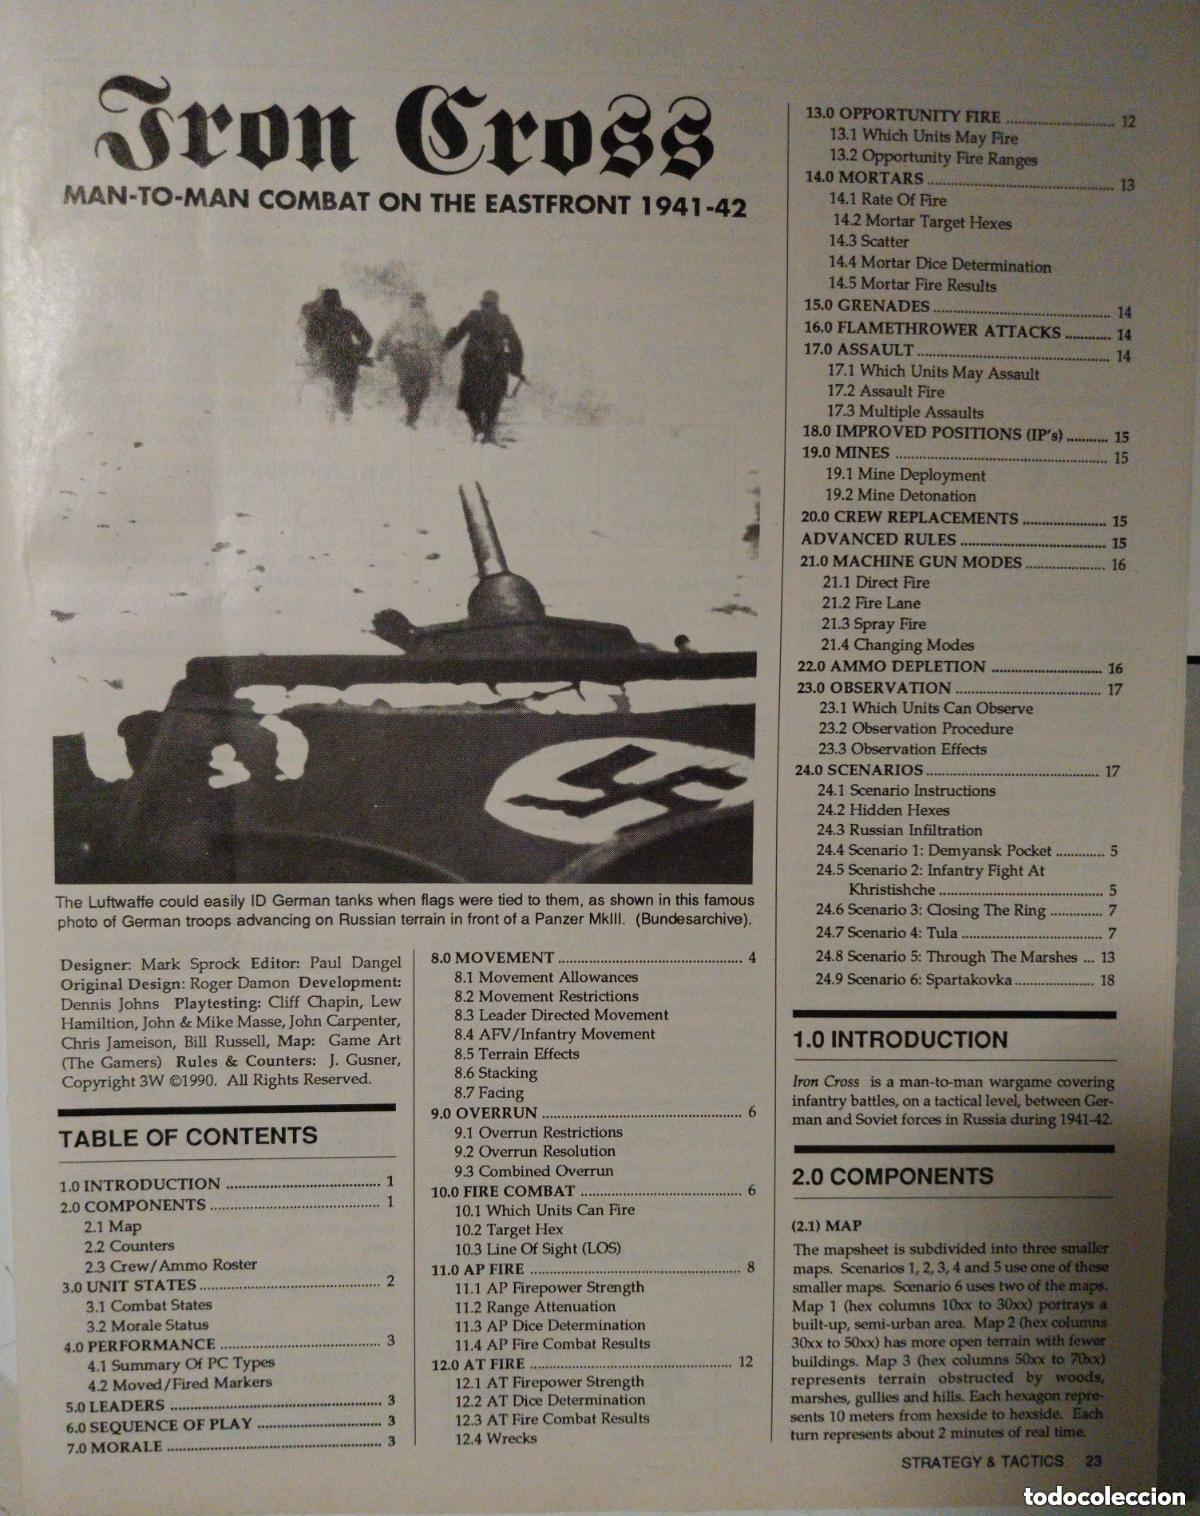 Iron Cross
MAN-TO-MAN COMBAT ON THE EASTFRONT 1941-42
The Luftwaffe could easily ID German tanks when flags were tied to them, as shown in this famous
photo of German troops advancing on Russian terrain in front of a Panzer MkIII. (Bundesarchive).
Designer: Mark Sprock Editor: Paul Dangel
Original Design: Roger Damon Development:
Dennis Johns Playtesting: Cliff Chapin, Lew
Hamiltion, John & Mike Masse, John Carpenter,
Chris Jameison, Bill Russell, Map: Game Art
(The Gamers) Rules & Counters: J. Gusner,
Copyright 3W ©1990. All Rights Reserved.
TABLE OF CONTENTS
1.0 INTRODUCTION ........ 1
2.0 COMPONENTS ........ 1
2.1 Map
2.2 Counters
2.3 Crew/Ammo Roster
3.0 UNIT STATES ........ 2
3.1 Combat States
3.2 Morale Status
4.0 PERFORMANCE ........ 3
4.1 Summary Of PC Types
4.2 Moved/Fired Markers
5.0 LEADERS ........ 3
6.0 SEQUENCE OF PLAY ........ 3
7.0 MORALE ........ 3
8.0 MOVEMENT ........ 4
8.1 Movement Allowances
8.2 Movement Restrictions
8.3 Leader Directed Movement
8.4 AFV/Infantry Movement
8.5 Terrain Effects
8.6 Stacking
8.7 Facing
9.0 OVERRUN ........ 6
9.1 Overrun Restrictions
9.2 Overrun Resolution
9.3 Combined Overrun
10.0 FIRE COMBAT ........ 6
10.1 Which Units Can Fire
10.2 Target Hex
10.3 Line Of Sight (LOS)
11.0 AP FIRE ........ 8
11.1 AP Firepower Strength
11.2 Range Attenuation
11.3 AP Dice Determination
11.4 AP Fire Combat Results
12.0 AT FIRE ........ 12
12.1 AT Firepower Strength
12.2 AT Dice Determination
12.3 AT Fire Combat Results
12.4 Wrecks
13.0 OPPORTUNITY FIRE ........ 12
13.1 Which Units May Fire
13.2 Opportunity Fire Ranges
14.0 MORTARS ........ 13
14.1 Rate Of Fire
14.2 Mortar Target Hexes
14.3 Scatter
14.4 Mortar Dice Determination
14.5 Mortar Fire Results
15.0 GRENADES ........ 14
16.0 FLAMETHROWER ATTACKS ........ 14
17.0 ASSAULT ........ 14
17.1 Which Units May Assault
17.2 Assault Fire
17.3 Multiple Assaults
18.0 IMPROVED POSITIONS (IP's) ........ 15
19.0 MINES ........ 15
19.1 Mine Deployment
19.2 Mine Detonation
20.0 CREW REPLACEMENTS ........ 15
ADVANCED RULES ........ 15
21.0 MACHINE GUN MODES ........ 16
21.1 Direct Fire
21.2 Fire Lane
21.3 Spray Fire
21.4 Changing Modes
22.0 AMMO DEPLETION ........ 16
23.0 OBSERVATION ........ 17
23.1 Which Units Can Observe
23.2 Observation Procedure
23.3 Observation Effects
24.0 SCENARIOS ........ 17
24.1 Scenario Instructions
24.2 Hidden Hexes
24.3 Russian Infiltration
24.4 Scenario 1: Demyansk Pocket ........ 5
24.5 Scenario 2: Infantry Fight At
Khristishche ........ 5
24.6 Scenario 3: Closing The Ring ........ 7
24.7 Scenario 4: Tula ........ 7
24.8 Scenario 5: Through The Marshes ... 13
24.9 Scenario 6: Spartakovka ........ 18
1.0 INTRODUCTION
Iron Cross is a man-to-man wargame covering
infantry battles, on a tactical level, between Ger-
man and Soviet forces in Russia during 1941-42.
2.0 COMPONENTS
(2.1) MAP
The mapsheet is subdivided into three smaller
maps. Scenarios 1, 2, 3, 4 and 5 use one of these
smaller maps. Scenario 6 uses two of the maps.
Map 1 (hex columns 10xx to 30xx) portrays a
built-up, semi-urban area. Map 2 (hex columns
30xx to 50xx) has more open terrain with fewer
buildings. Map 3 (hex columns 50xx to 70xx)
represents terrain obstructed by woods,
marshes, gullies and hills. Each hexagon repre-
sents 10 meters from hexside to hexside. Each
turn represents about 2 minutes of real time.
STRATEGY & TACTICS 23
todocoleccion